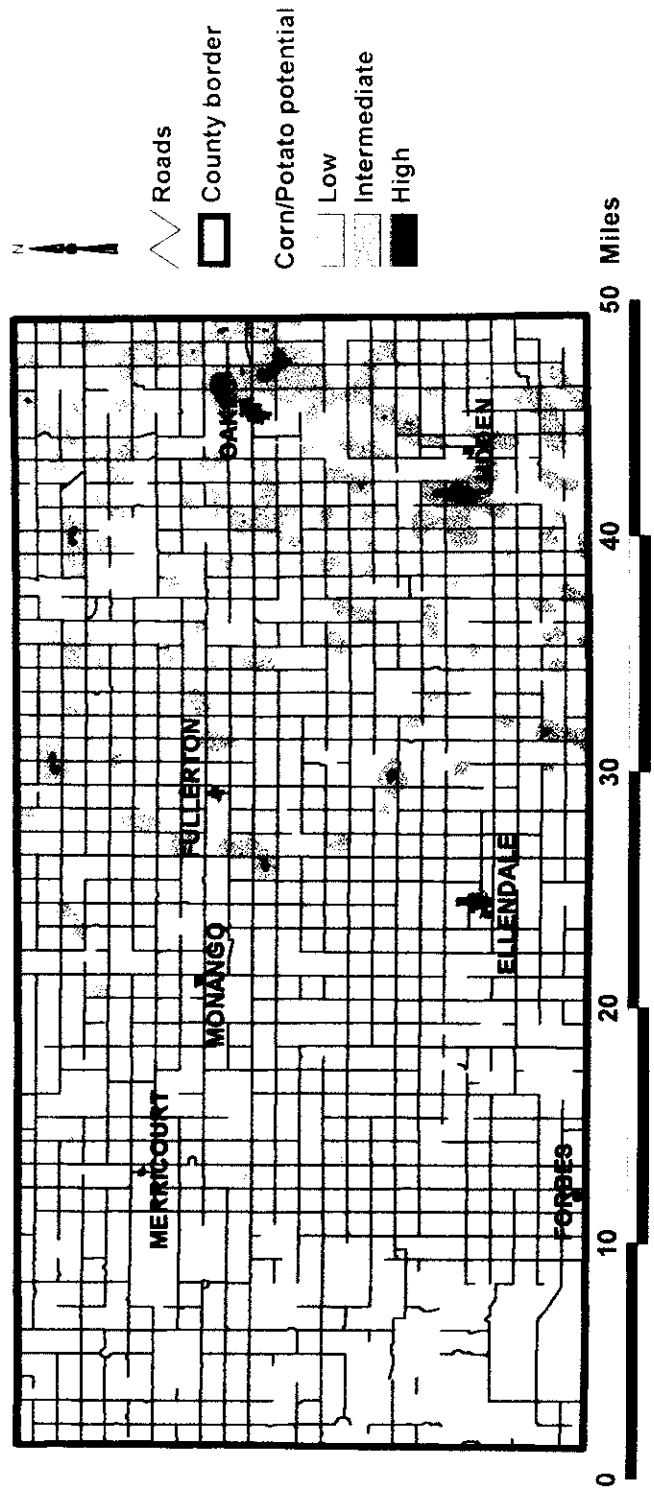 N
Roads
County border
Corn/Potato potential
Low
Intermediate
High
MERRICOURT
MONANGO
FULLERTON
FORBES
ELLENDALE
0 10 20 30 40 50 Miles